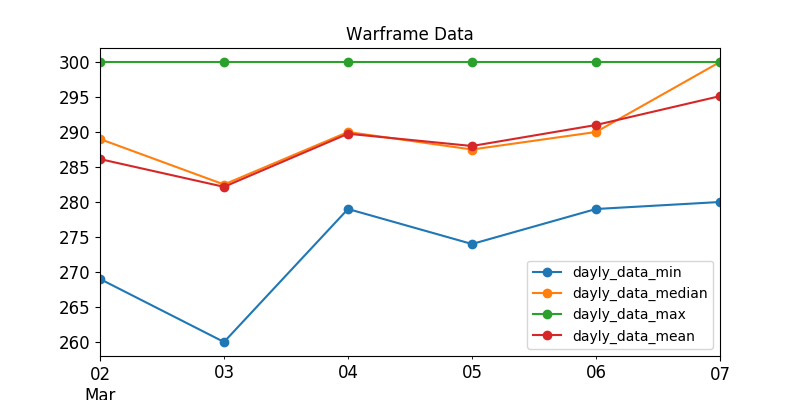 Warframe Data
300
295
290
285
280
275
270
265
260
dayly_data_min
dayly_data_median
dayly_data_max
dayly_data_mean
02 03 04 05 06 07
Mar